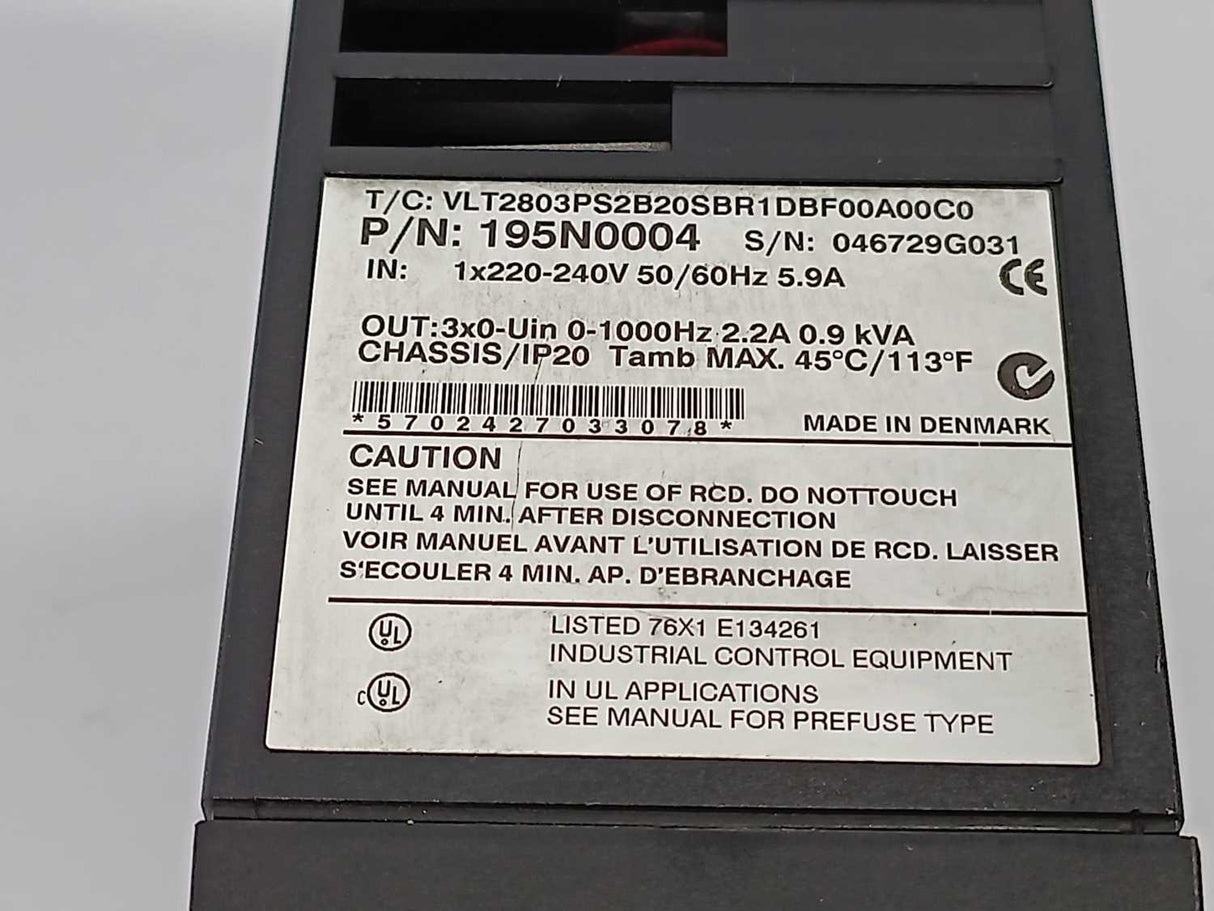 T/C: VLT2803PS2B20SBR1DBF00A00C0
P/N: 195N0004 S/N: 046729G031
IN: 1x220-240V 50/60Hz 5.9A
CE
OUT:3x0-Uin 0-1000Hz 2.2A 0.9 kVA
CHASSIS/IP20 Tamb MAX. 45°C/113°F
*5702427033078*
MADE IN DENMARK
CAUTION
SEE MANUAL FOR USE OF RCD. DO NOTTOUCH
UNTIL 4 MIN. AFTER DISCONNECTION
VOIR MANUEL AVANT L'UTILISATION DE RCD. LAISSER
S'ECOULER 4 MIN. AP. D'EBRANCHAGE
UL LISTED 76X1 E134261
INDUSTRIAL CONTROL EQUIPMENT
c UL IN UL APPLICATIONS
SEE MANUAL FOR PREFUSE TYPE